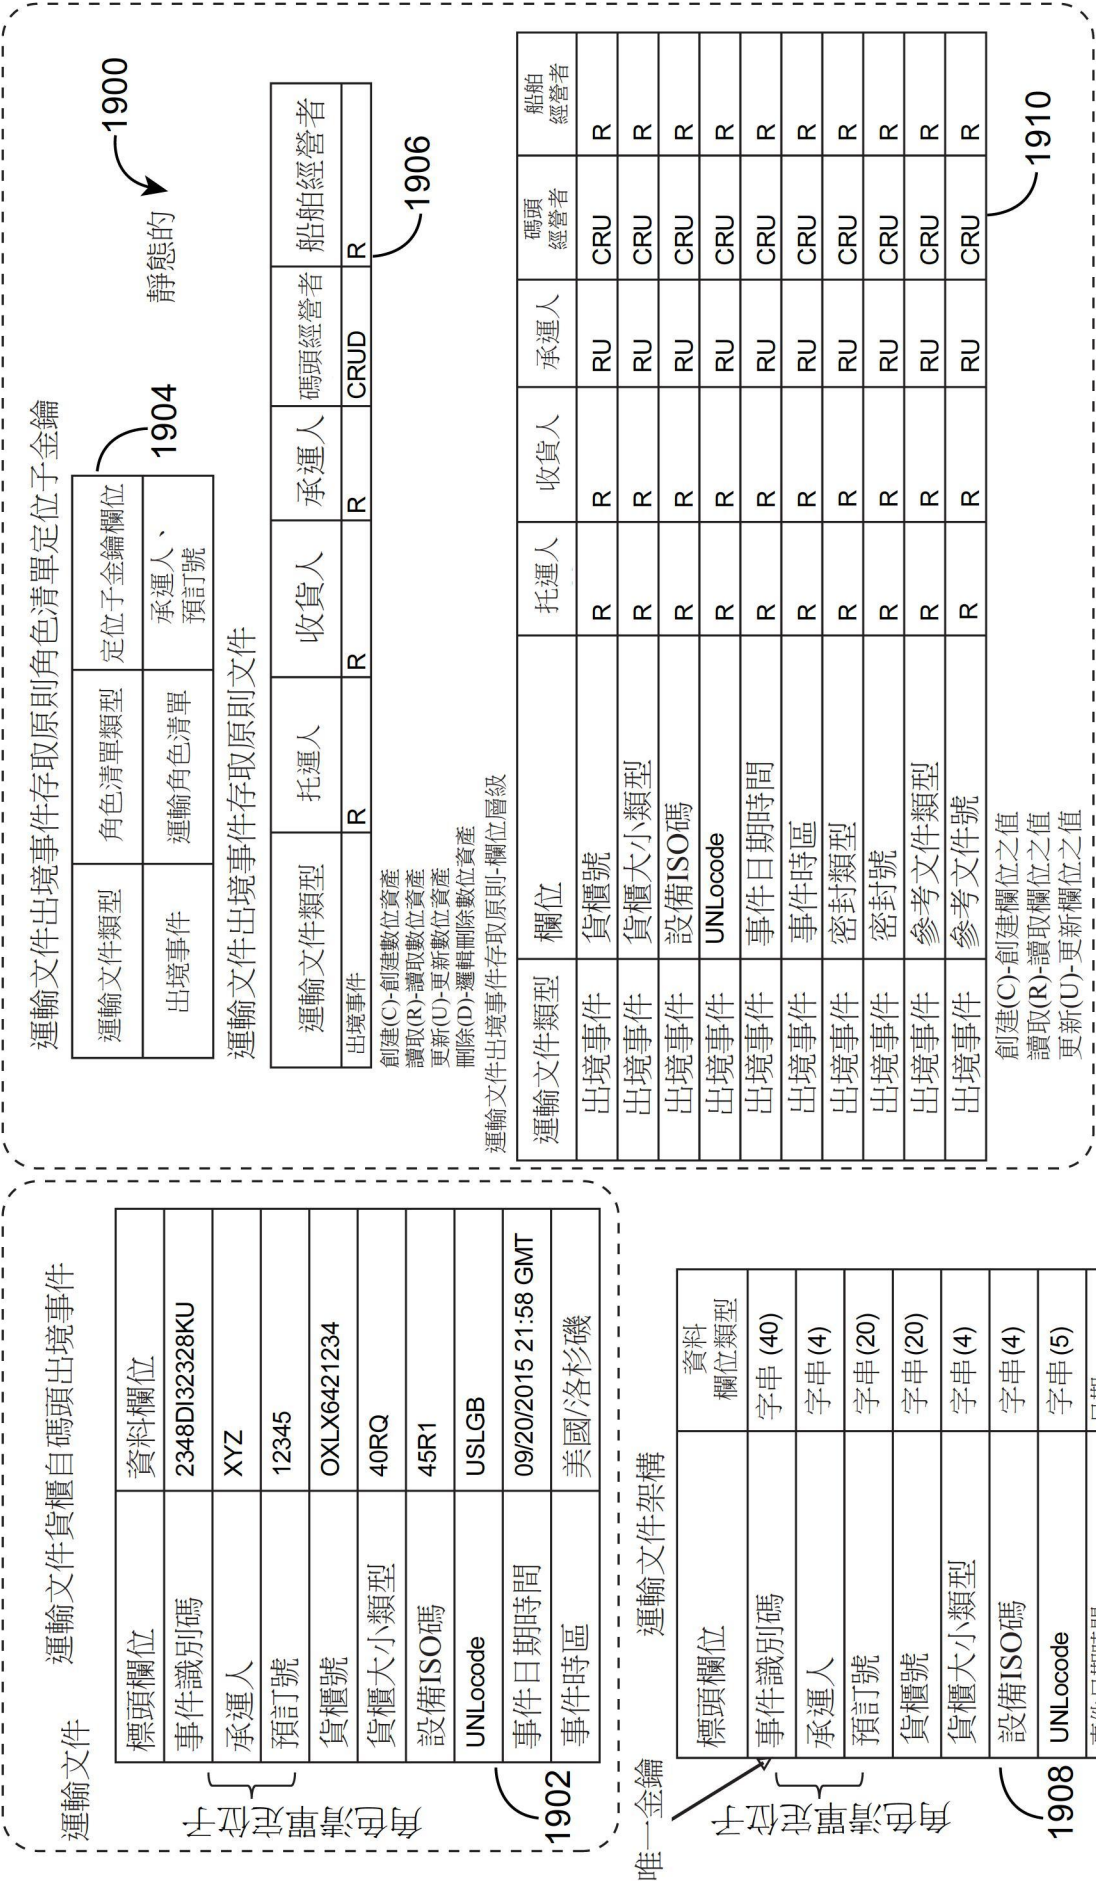 運輸文件
運輸文件貨櫃自碼頭出境事件
標頭欄位 資料欄位
事件識別碼 2348DI32328KU
承運人 XYZ
預訂號 12345
貨櫃號 OXLX6421234
貨櫃大小類型 40RQ
設備ISO碼 45R1
UNLocode USLGB
事件日期時間 09/20/2015 21:58 GMT
事件時區 美國/洛杉磯
角色清單定位子
1902
唯一金鑰
運輸文件架構
標頭欄位 資料欄位類型
事件識別碼 字串 (40)
承運人 字串(4)
預訂號 字串(20)
貨櫃號 字串(20)
貨櫃大小類型 字串(4)
設備ISO碼 字串(4)
UNLocode 字串(5)
角色清單定位子
1908
運輸文件出境事件存取原則角色清單定位子金鑰
1900
靜態的
運輸文件類型 角色清單類型 定位子金鑰欄位
出境事件 運輸角色清單 承運人、預訂號
1904
運輸文件出境事件存取原則文件
運輸文件類型 托運人 收貨人 承運人 碼頭經營者 船舶經營者
出境事件 R R R CRUD R
1906
創建(C)-創建數位資產
讀取(R)-讀取數位資產
更新(U)-更新數位資產
刪除(D)-邏輯刪除數位資產
運輸文件出境事件存取原則-欄位層級
運輸文件類型 欄位 托運人 收貨人 承運人 碼頭經營者 船舶經營者
出境事件 貨櫃號 R R RU CRU R
出境事件 貨櫃大小類型 R R RU CRU R
出境事件 設備ISO碼 R R RU CRU R
出境事件 UNLocode R R RU CRU R
出境事件 事件日期時間 R R RU CRU R
出境事件 事件時區 R R RU CRU R
出境事件 密封類型 R R RU CRU R
出境事件 密封號 R R RU CRU R
出境事件 參考文件類型 R R RU CRU R
出境事件 參考文件號 R R RU CRU R
1910
創建(C)-創建欄位之值
讀取(R)-讀取欄位之值
更新(U)-更新欄位之值